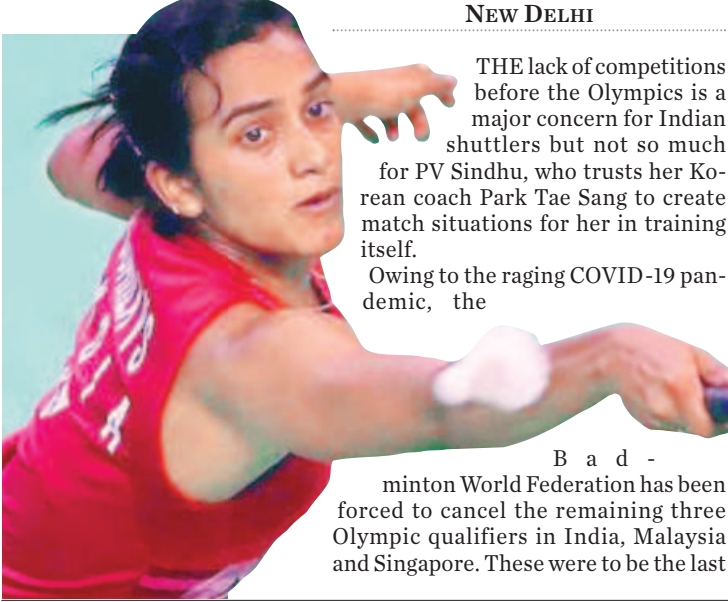 NEW DELHI
THE lack of competitions
before the Olympics is a
major concern for Indian
shuttlers but not so much
for PV Sindhu, who trusts her Ko-
rean coach Park Tae Sang to create
match situations for her in training
itself.
Owing to the raging COVID-19 pan-
demic, the
Bad-
minton World Federation has been
forced to cancel the remaining three
Olympic qualifiers in India, Malaysia
and Singapore. These were to be the last